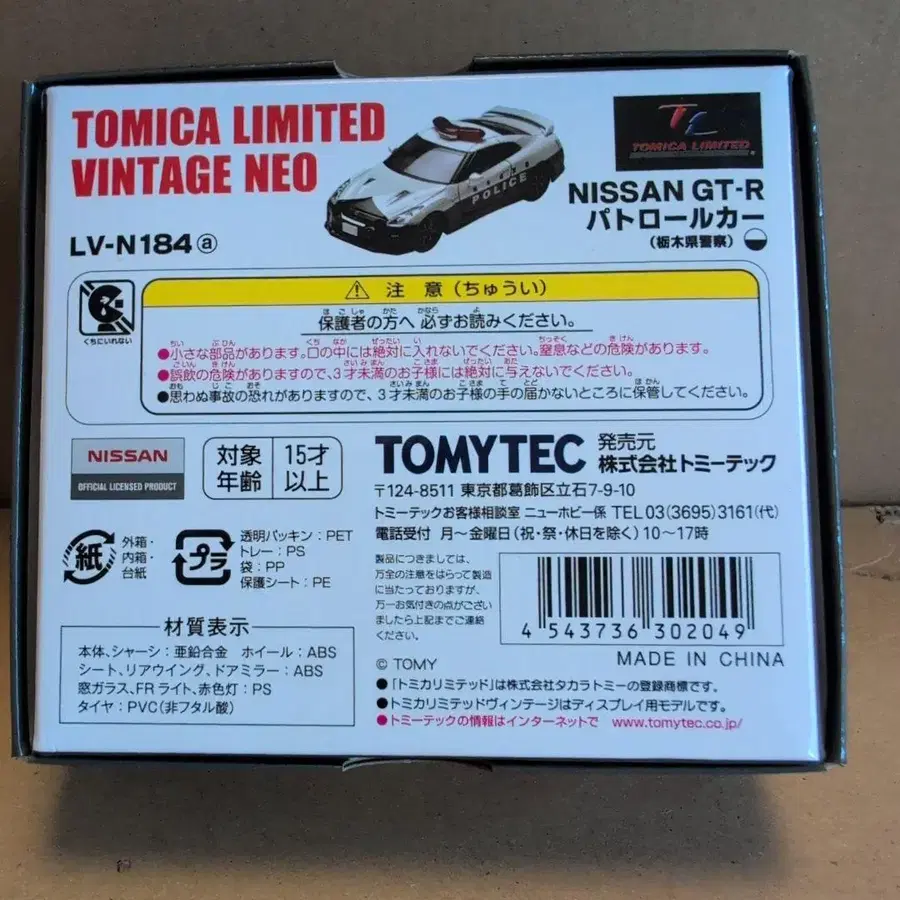 TOMICA LIMITED
VINTAGE NEO
LV-N184 ⓐ
POLICE
TOMICA LIMITED
NISSAN GT-R
パトロールカー
(栃木県警察)
くちにいれない
⚠ 注 意 (ちゅうい)
保護者の方へ 必ずお読みください。
●小さな部品があります。口の中には絶対に入れないでください。窒息などの危険があります。
●誤飲の危険がありますので、3才未満のお子様には絶対に与えないでください。
●思わぬ事故の恐れがありますので、3才未満のお子様の手の届かないところに保管してください。
NISSAN
OFFICIAL LICENSED PRODUCT
対象
年齢
15才
以上
TOMYTEC
発売元
株式会社トミーテック
〒124-8511 東京都葛飾区立石7-9-10
トミーテックお客様相談室 ニューホビー係 TEL 03(3695)3161(代)
電話受付 月~金曜日(祝・祭・休日を除く)10~17時
紙
外箱・
内箱・
台紙
プラ
透明パッキン:PET
トレー:PS
袋:PP
保護シート:PE
製品につきましては、
万全の注意をはらって製造
に当たっておりますが、
万一お気付きの点がござい
ましたら上記までご連絡
ください。
4 543736 302049
MADE IN CHINA
材質表示
本体、シャーシ:亜鉛合金 ホイール:ABS
シート、リアウイング、ドアミラー:ABS
窓ガラス、FRライト、赤色灯:PS
タイヤ:PVC(非フタル酸)
© TOMY
●「トミカリミテッド」は株式会社タカラトミーの登録商標です。
●トミカリミテッドヴィンテージはディスプレイ用モデルです。
●トミーテックの情報はインターネットで www.tomytec.co.jp/